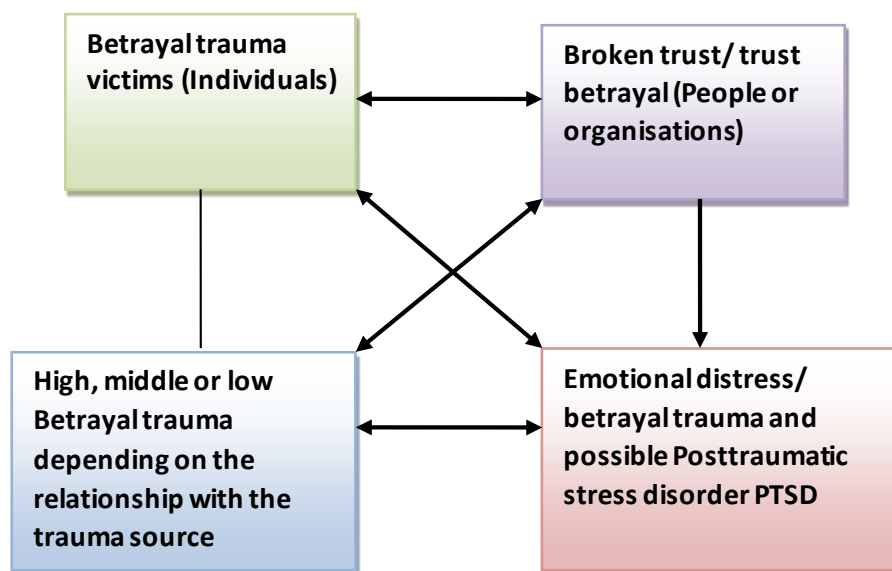 Betrayal trauma
victims (Individuals)
Broken trust/ trust
betrayal (People or
organisations)
High, middle or low
Betrayal trauma
depending on the
relationship with the
trauma source
Emotional distress/
betrayal trauma and
possible Posttraumatic
stress disorder PTSD